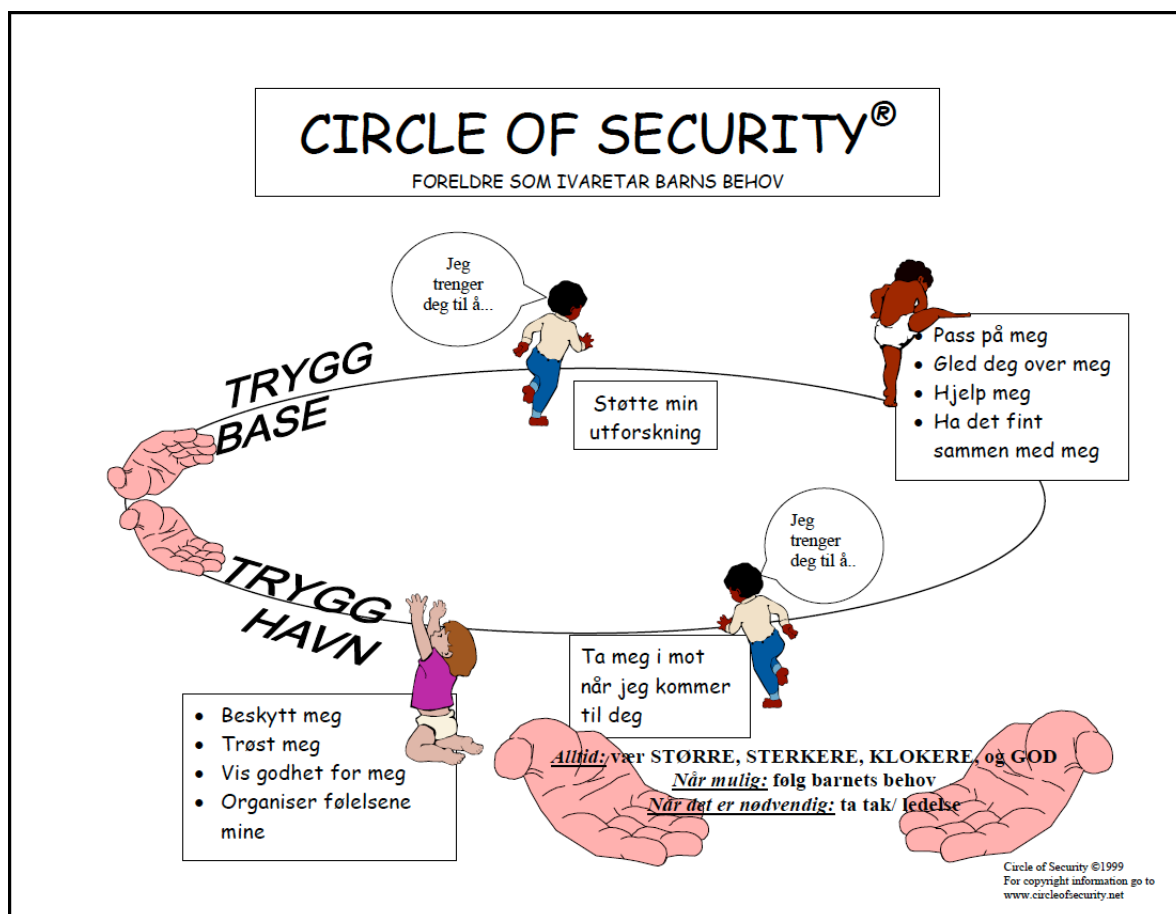 CIRCLE OF SECURITY®
FORELDRE SOM IVARETAR BARNS BEHOV
Jeg
trenger
deg til å...
TRYGG
BASE
Støtte min
utforskning
• Pass på meg
• Gled deg over meg
• Hjelp meg
• Ha det fint
sammen med meg
Jeg
trenger
deg til å..
TRYGG
HAVN
Ta meg i mot
når jeg kommer
til deg
• Beskytt meg
• Trøst meg
• Vis godhet for meg
• Organiser følelsene
mine
Alltid: vær STØRRE, STERKERE, KLOKERE, og GOD
Når mulig: følg barnets behov
Når det er nødvendig: ta tak/ ledelse
Circle of Security ©1999
For copyright information go to
www.circleofsecurity.net